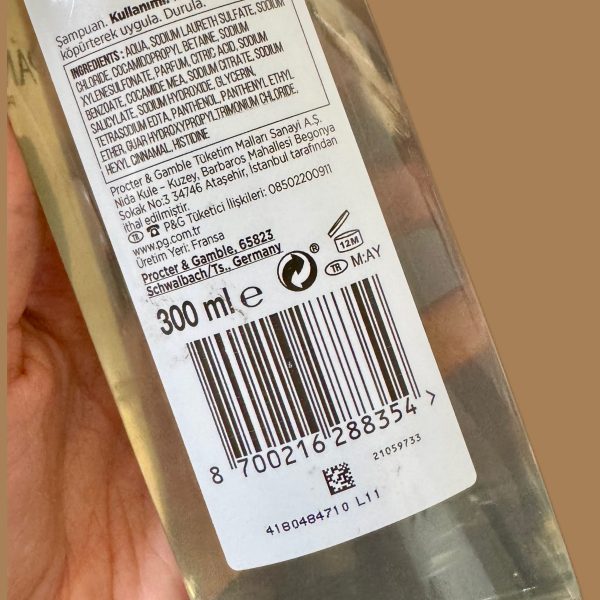 Şampuan. Kullanımı:
köpürterek uygula. Durula.
INGREDIENTS: AQUA, SODIUM LAURETH SULFATE, SODIUM
CHLORIDE, COCAMIDOPROPYL BETAINE, SODIUM
XYLENESULFONATE, PARFUM, CITRIC ACID, SODIUM
BENZOATE, COCAMIDE MEA, SODIUM CITRATE, SODIUM
SALICYLATE, SODIUM HYDROXIDE, GLYCERIN,
TETRASODIUM EDTA, PANTHENOL, PANTHENYL ETHYL
ETHER, GUAR HYDROXYPROPYLTRIMONIUM CHLORIDE,
HEXYL CINNAMAL, HISTIDINE.
Procter & Gamble Tüketim Malları Sanayi A.Ş.
Nida Kule – Kuzey, Barbaros Mahallesi Begonya
Sokak No:3 34746 Ataşehir, İstanbul tarafından
ithal edilmiştir.
TR P&G Tüketici İlişkileri: 08502200911
www.pg.com.tr
Üretim Yeri: Fransa
Procter & Gamble, 65823
Schwalbach/Ts., Germany
12M
300 ml e ® TR M:AY
8 700216 288354 >
21059733
4180484710 L11